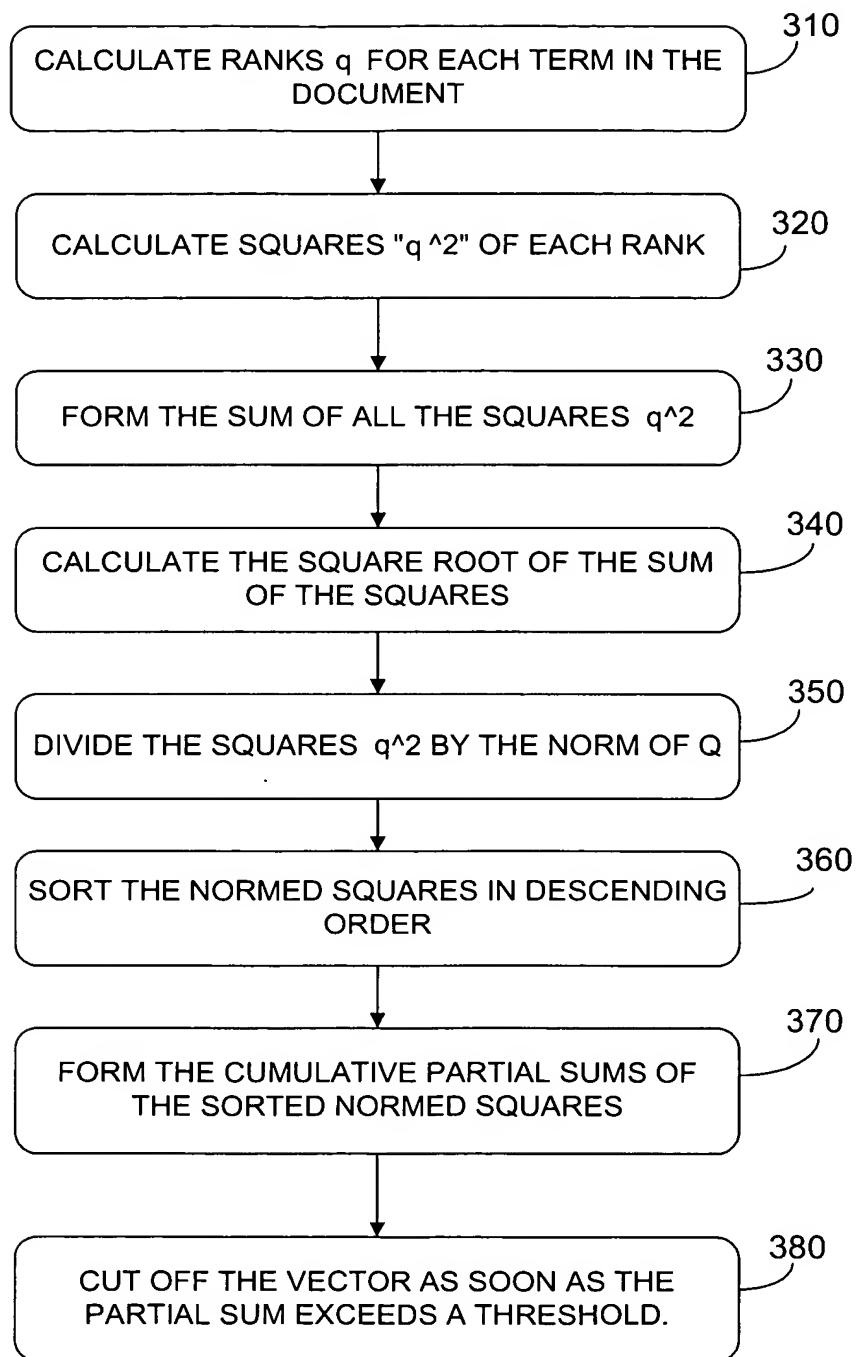 310
CALCULATE RANKS q FOR EACH TERM IN THE
DOCUMENT
320
CALCULATE SQUARES "q ^2" OF EACH RANK
330
FORM THE SUM OF ALL THE SQUARES q^2
340
CALCULATE THE SQUARE ROOT OF THE SUM
OF THE SQUARES
350
DIVIDE THE SQUARES q^2 BY THE NORM OF Q
360
SORT THE NORMED SQUARES IN DESCENDING
ORDER
370
FORM THE CUMULATIVE PARTIAL SUMS OF
THE SORTED NORMED SQUARES
380
CUT OFF THE VECTOR AS SOON AS THE
PARTIAL SUM EXCEEDS A THRESHOLD.